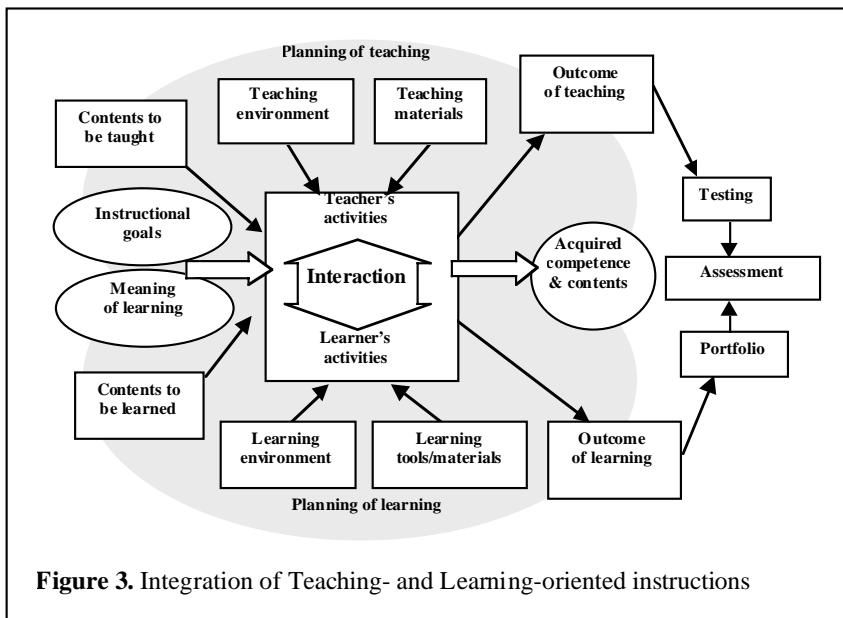 Planning of teaching
Outcome
of teaching
Teaching
environment
Teaching
materials
Contents to
be taught
Testing
Teacher's
activities
Instructional
goals
Interaction
Acquired
competence
& contents
Assessment
Meaning
of learning
Learner's
activities
Portfolio
Contents to
be learned
Learning
environment
Learning
tools/materials
Outcome
of learning
Planning of learning
Figure 3. Integration of Teaching- and Learning-oriented instructions